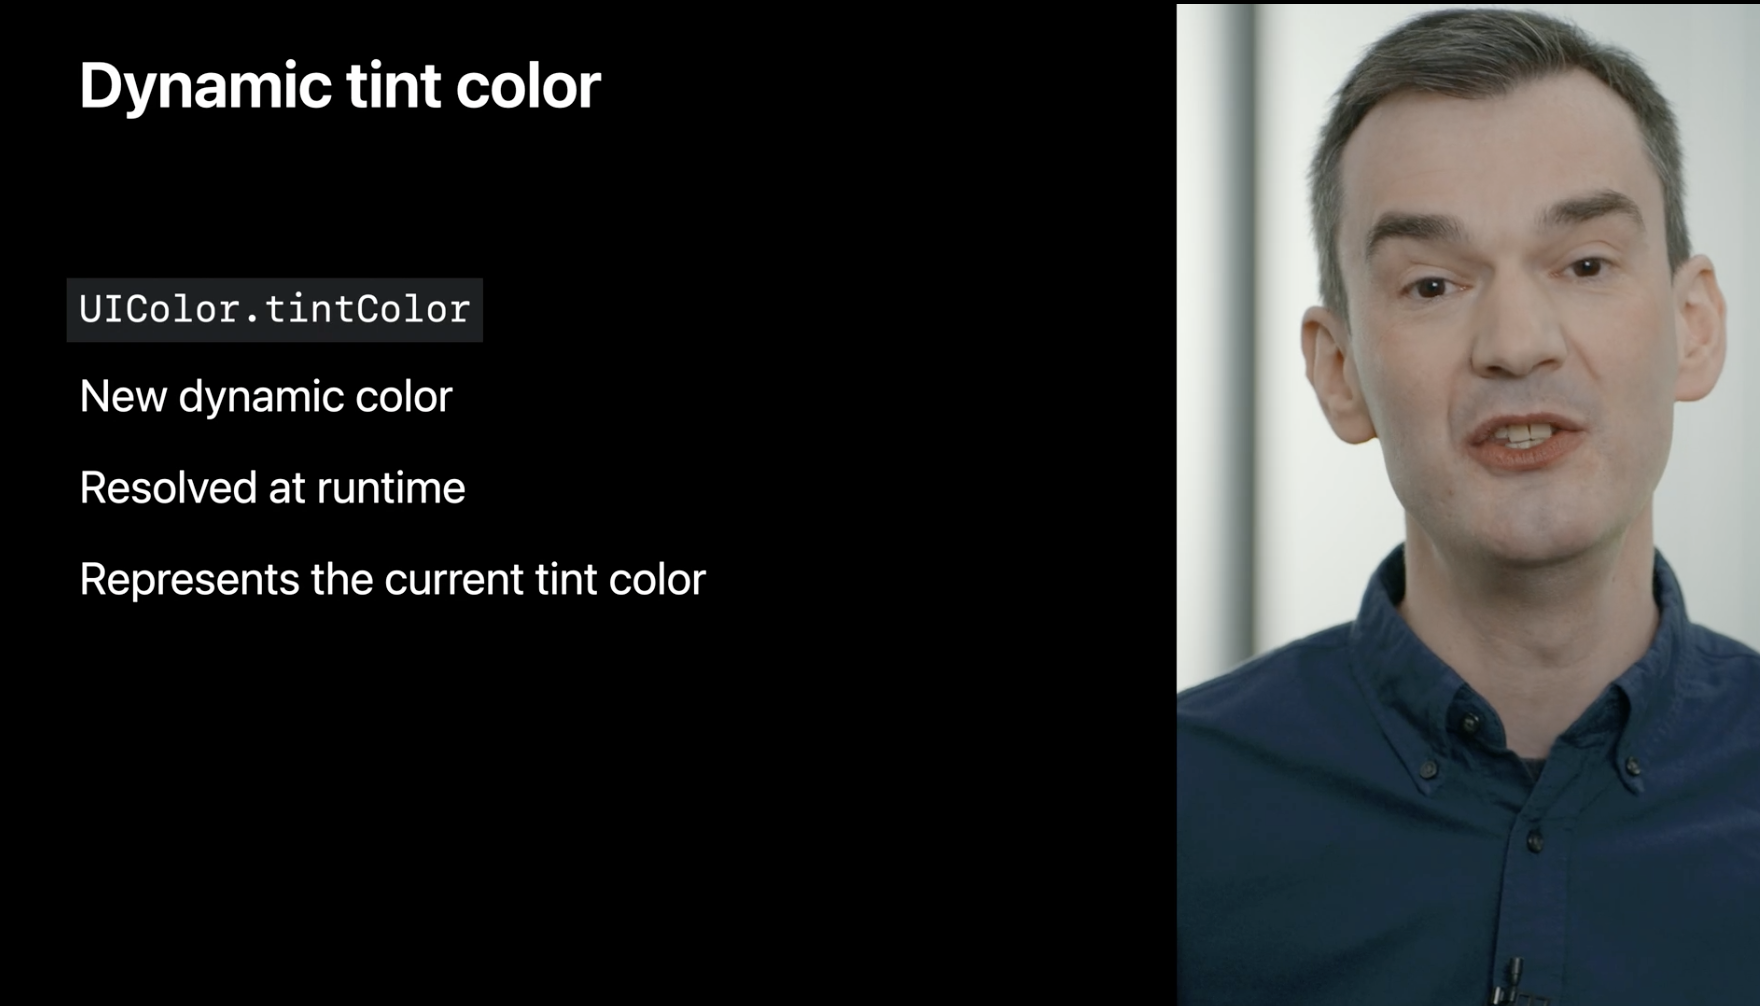 Dynamic tint color
UIColor.tintColor
New dynamic color
Resolved at runtime
Represents the current tint color